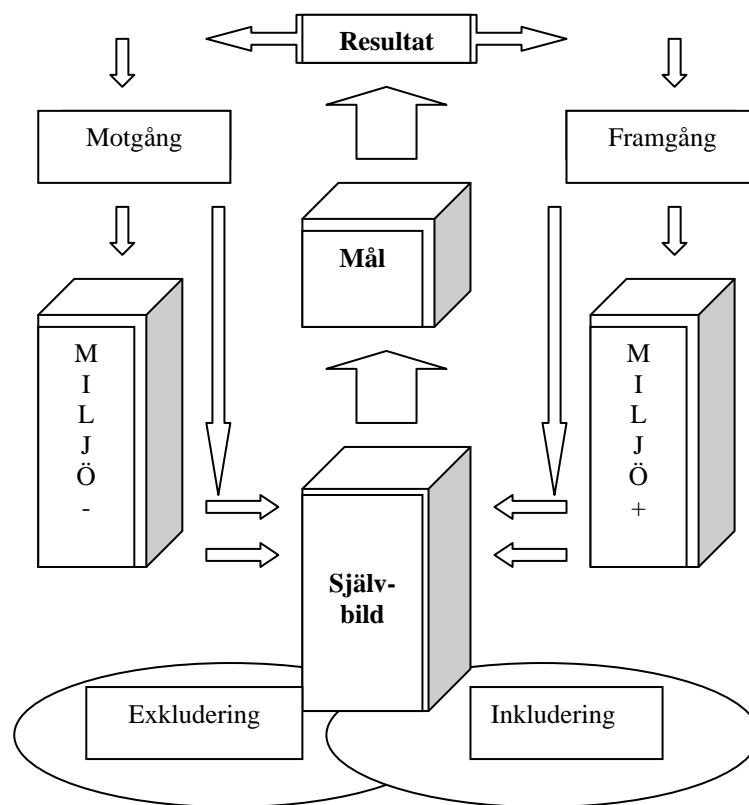 Resultat
Motgång
Framgång
Mål
M
I
L
J
Ö
-
M
I
L
J
Ö
+
Själv-
bild
Exkludering
Inkludering